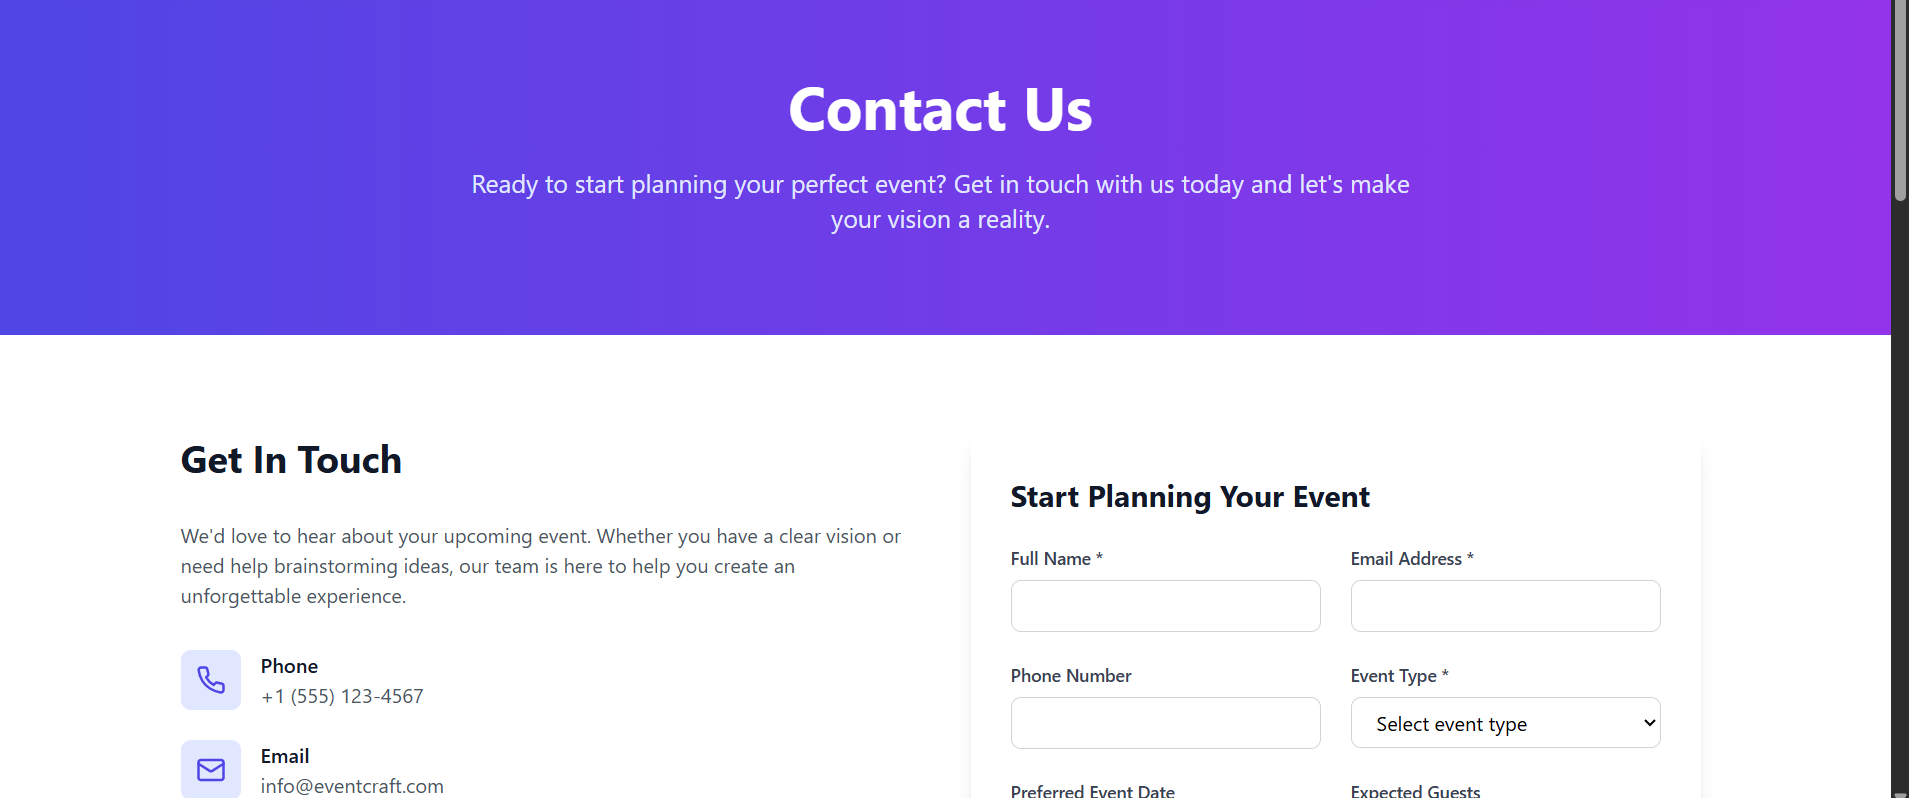 Contact Us
Ready to start planning your perfect event? Get in touch with us today and let's make
your vision a reality.
Get In Touch
We'd love to hear about your upcoming event. Whether you have a clear vision or
need help brainstorming ideas, our team is here to help you create an
unforgettable experience.
Phone
+1 (555) 123-4567
Email
info@eventcraft.com
Start Planning Your Event
Full Name *
Email Address *
Phone Number
Event Type *
Select event type
Preferred Event Date
Expected Guests